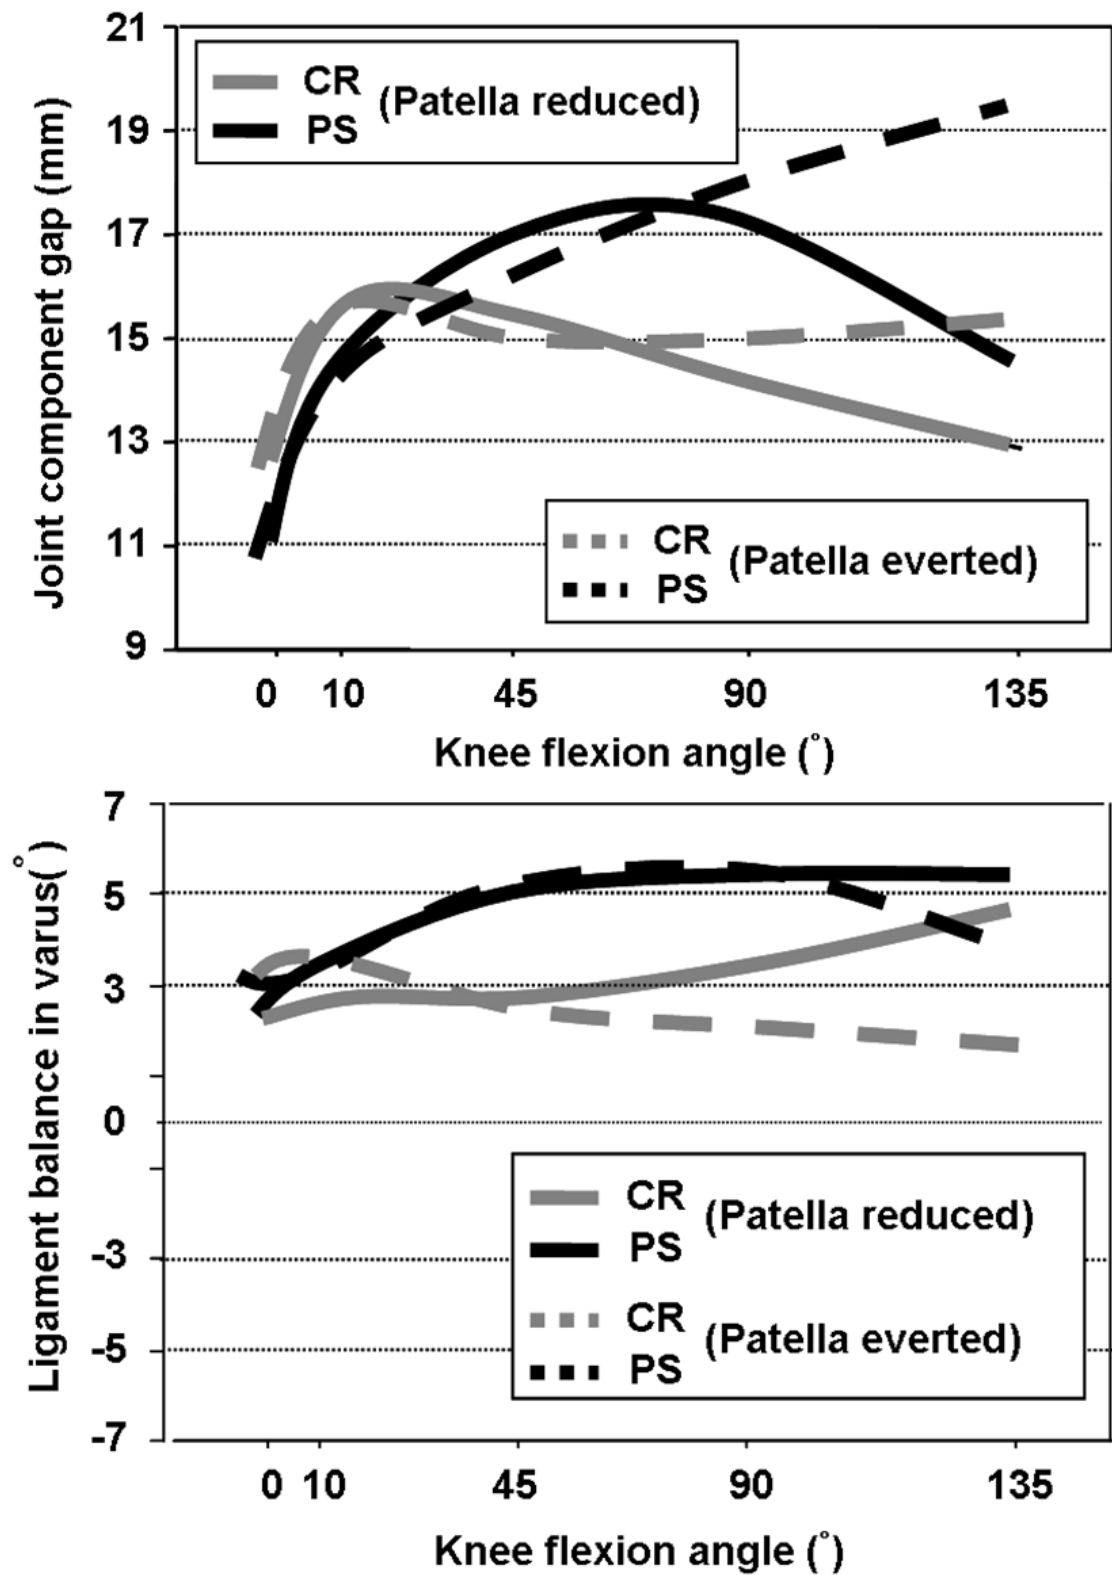 21
19
17
15
13
11
9
Joint component gap (mm)
CR
PS
(Patella reduced)
CR
PS
(Patella everted)
0 10 45 90 135
Knee flexion angle (°)
7
5
3
0
-3
-5
-7
Ligament balance in varus(°)
CR
PS
(Patella reduced)
CR
PS
(Patella everted)
0 10 45 90 135
Knee flexion angle (°)